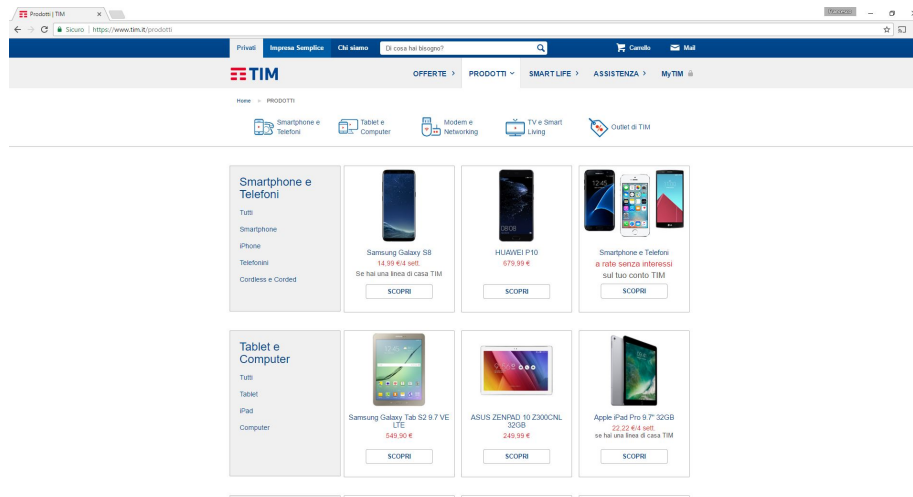 Prodotti | TIM
Sicuro | https://www.tim.it/prodotti
Privati Impresa Semplice Chi siamo Di cosa hai bisogno? Carrello Mail
TIM OFFERTE PRODOTTI SMART LIFE ASSISTENZA MyTIM
Home PRODOTTI
Smartphone e
Telefoni
Tablet e
Computer
Modem e
Networking
TV e Smart
Living
Outlet di TIM
Smartphone e
Telefoni
Tutti
Smartphone
iPhone
Telefonini
Cordless e Corded
Samsung Galaxy S8
14,99 €/4 sett.
Se hai una linea di casa TIM
SCOPRI
08:08
HUAWEI P10
679,99 €
SCOPRI
12:45
Smartphone e Telefoni
a rate senza interessi
sul tuo conto TIM
SCOPRI
Tablet e
Computer
Tutti
Tablet
iPad
Computer
Samsung Galaxy Tab S2 9.7 VE
LTE
549,90 €
SCOPRI
ASUS ZENPAD 10 Z300CNL
32GB
249,99 €
SCOPRI
Apple iPad Pro 9.7" 32GB
22,22 €/4 sett.
se hai una linea di casa TIM
SCOPRI